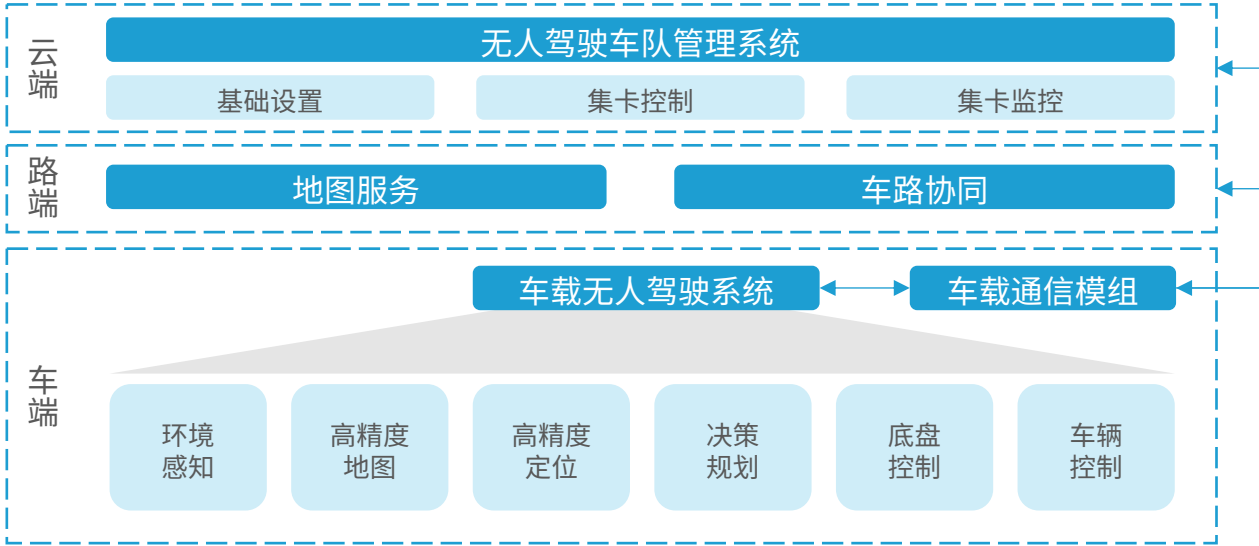 云端
无人驾驶车队管理系统
基础设置
集卡控制
集卡监控
路端
地图服务
车路协同
车端
车载无人驾驶系统
车载通信模组
环境
感知
高精度
地图
高精度
定位
决策
规划
底盘
控制
车辆
控制